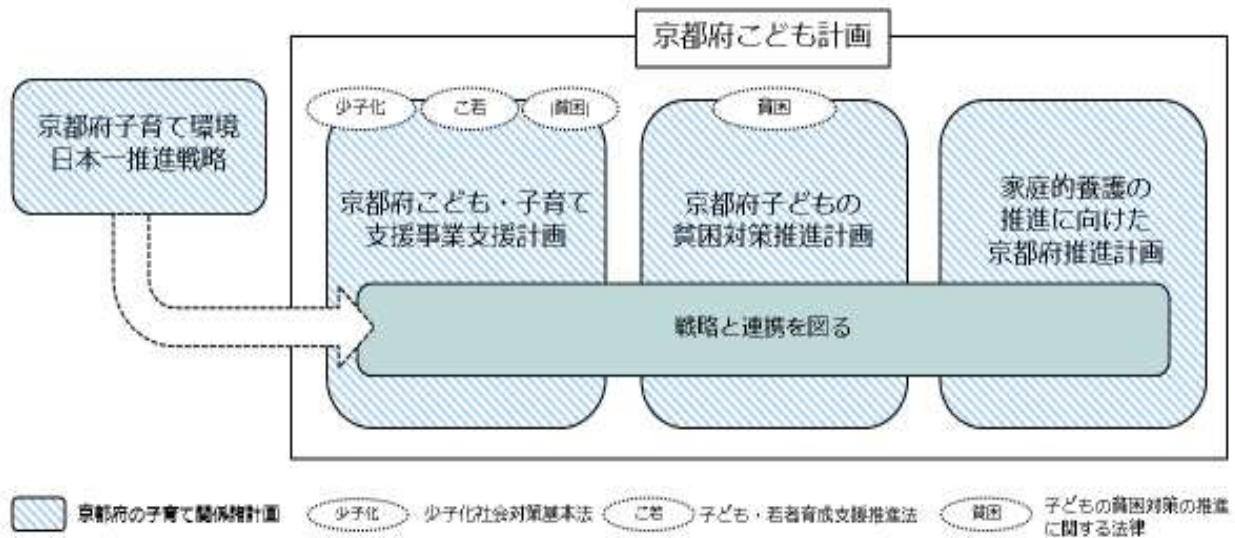 京都府こども計画
京都府子育て環境
日本一推進戦略
少子化
こ若
|貧困|
貧困
京都府こども・子育て
支援事業支援計画
京都府子どもの
貧困対策推進計画
家庭的養護の
推進に向けた
京都府推進計画
戦略と連携を図る
京都府の子育て関係諸計画
少子化
少子化社会対策基本法
こ若
子ども・若者育成支援推進法
貧困
子どもの貧困対策の推進
に関する法律